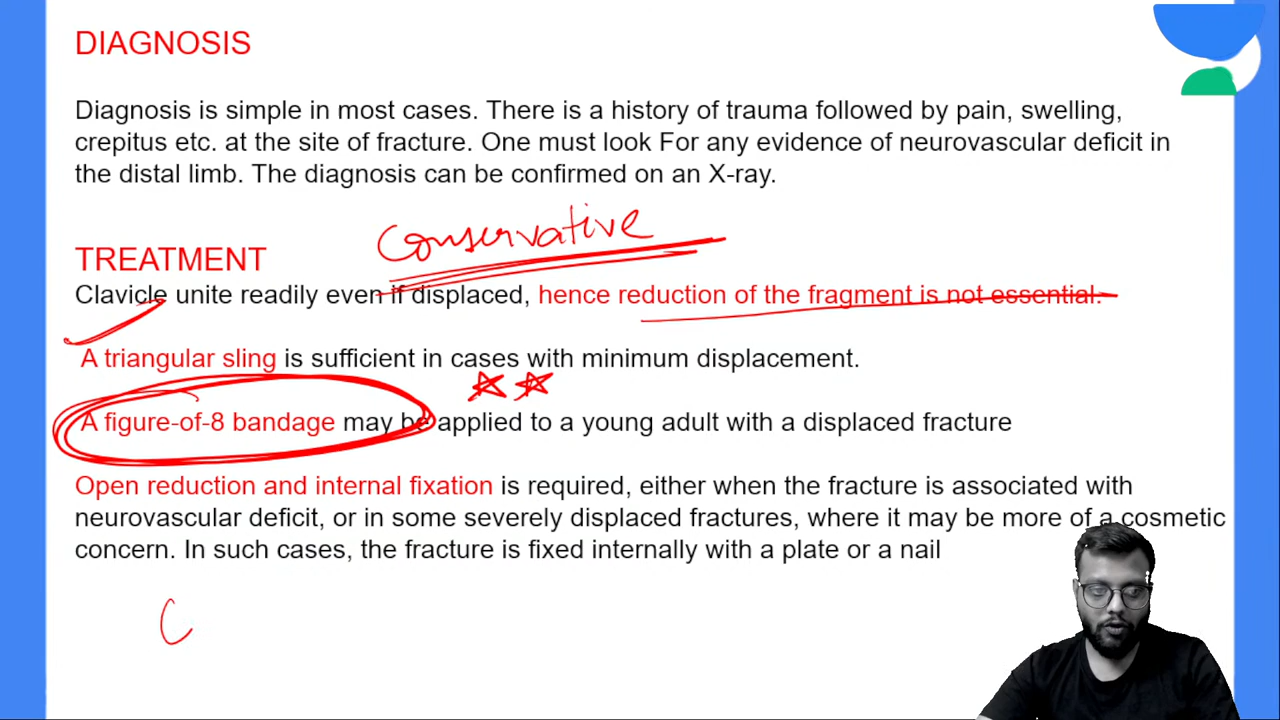 DIAGNOSIS
Diagnosis is simple in most cases. There is a history of trauma followed by pain, swelling,
crepitus etc. at the site of fracture. One must look For any evidence of neurovascular deficit in
the distal limb. The diagnosis can be confirmed on an X-ray.
conservative
TREATMENT
Clavicle unite readily even if displaced, hence reduction of the fragment is not essential.
A triangular sling is sufficient in cases with minimum displacement.
A figure-of-8 bandage may be applied to a young adult with a displaced fracture
Open reduction and internal fixation is required, either when the fracture is associated with
neurovascular deficit, or in some severely displaced fractures, where it may be more of a cosmetic
concern. In such cases, the fracture is fixed internally with a plate or a nail
C